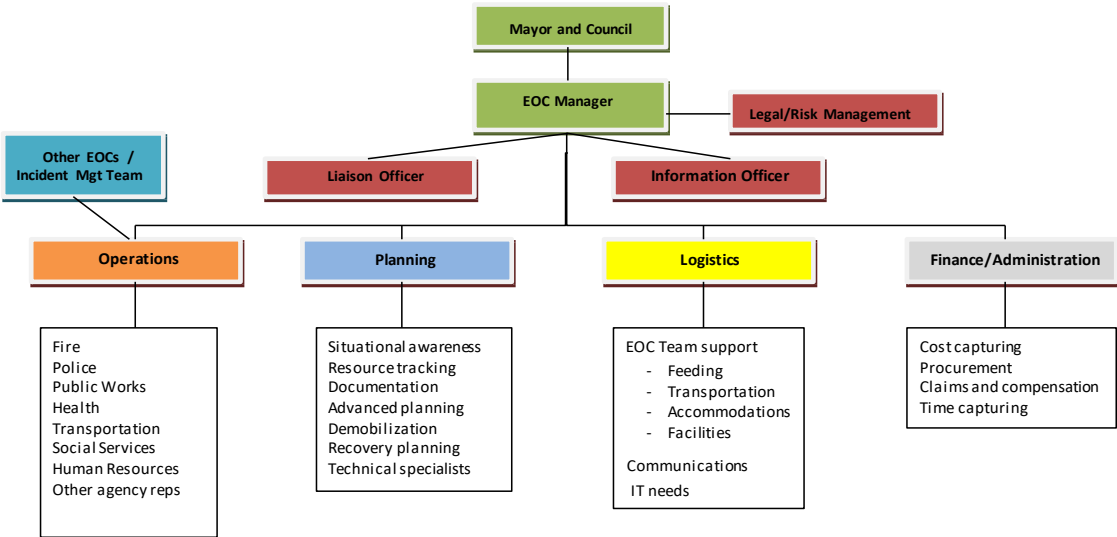 Mayor and Council
EOC Manager
Legal/Risk Management
Other EOCs /
Incident Mgt Team
Liaison Officer
Information Officer
Operations
Planning
Logistics
Finance/Administration
Fire
Police
Public Works
Health
Transportation
Social Services
Human Resources
Other agency reps
Situational awareness
Resource tracking
Documentation
Advanced planning
Demobilization
Recovery planning
Technical specialists
EOC Team support
- Feeding
- Transportation
- Accommodations
- Facilities
Communications
IT needs
Cost capturing
Procurement
Claims and compensation
Time capturing